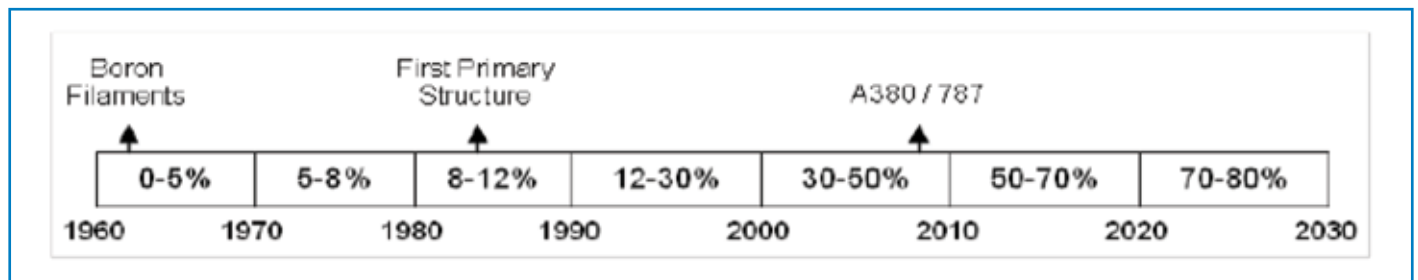 Boron
Filaments
First Primary
Structure
A380 / 787
0-5% 5-8% 8-12% 12-30% 30-50% 50-70% 70-80%
1960 1970 1980 1990 2000 2010 2020 2030